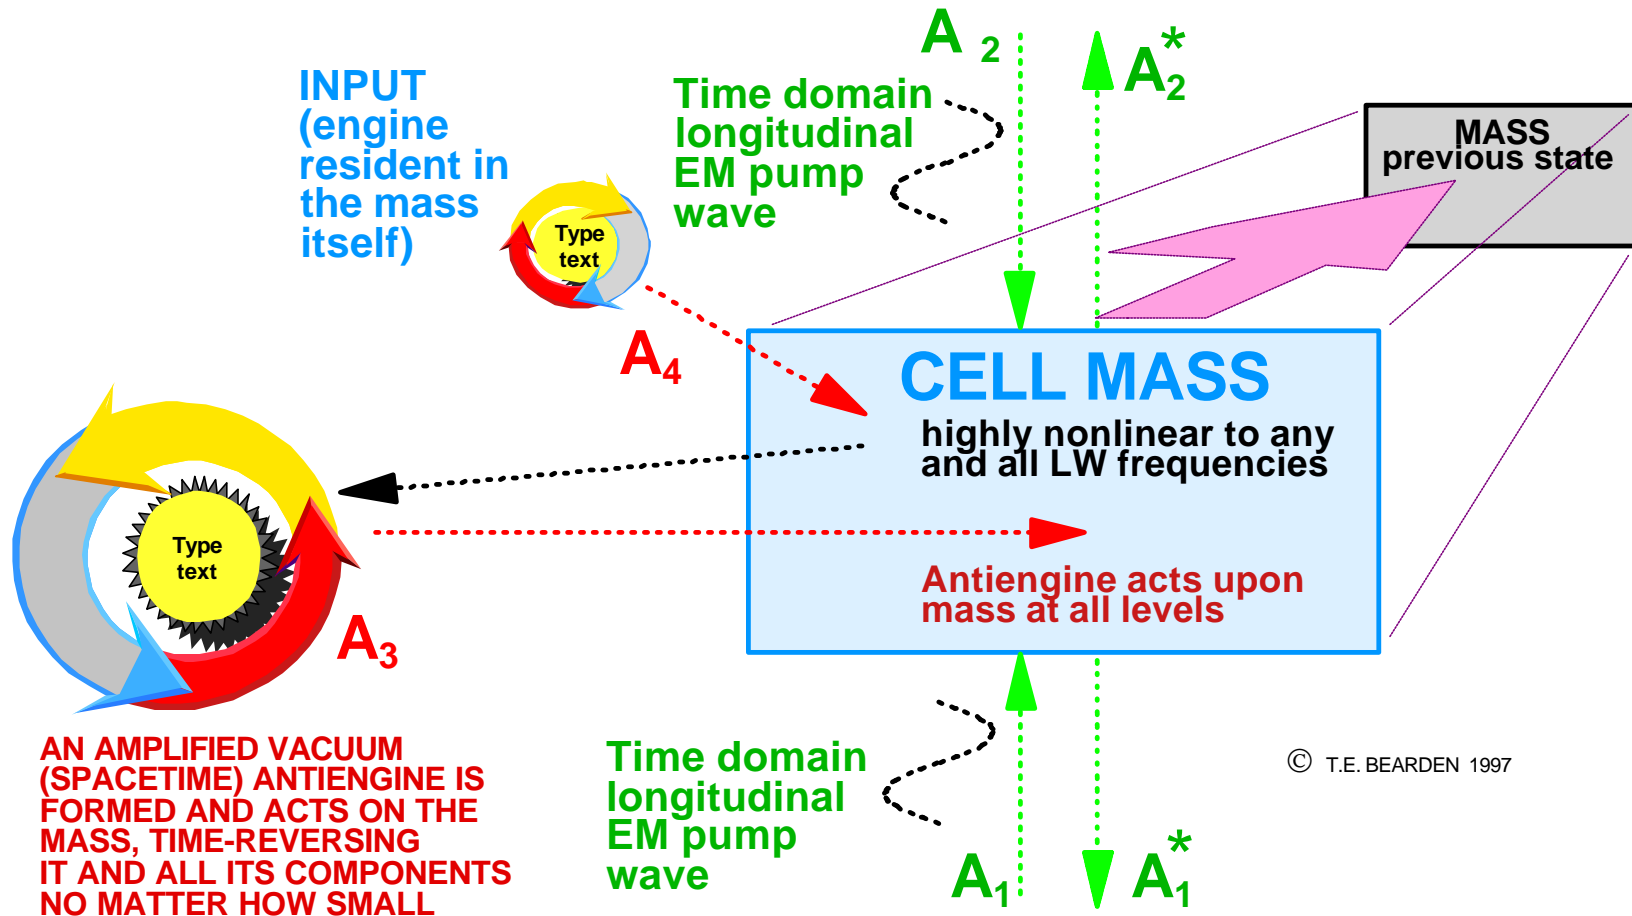 INPUT
(engine
resident in
the mass
itself)
Type
text
A4
Time domain
longitudinal
EM pump
wave
A 2
A2*
MASS
previous state
CELL MASS
highly nonlinear to any
and all LW frequencies
Antiengine acts upon
mass at all levels
Type
text
A3
AN AMPLIFIED VACUUM
(SPACETIME) ANTIENGINE IS
FORMED AND ACTS ON THE
MASS, TIME-REVERSING
IT AND ALL ITS COMPONENTS
NO MATTER HOW SMALL
Time domain
longitudinal
EM pump
wave
A1
A1*
© T.E. BEARDEN 1997